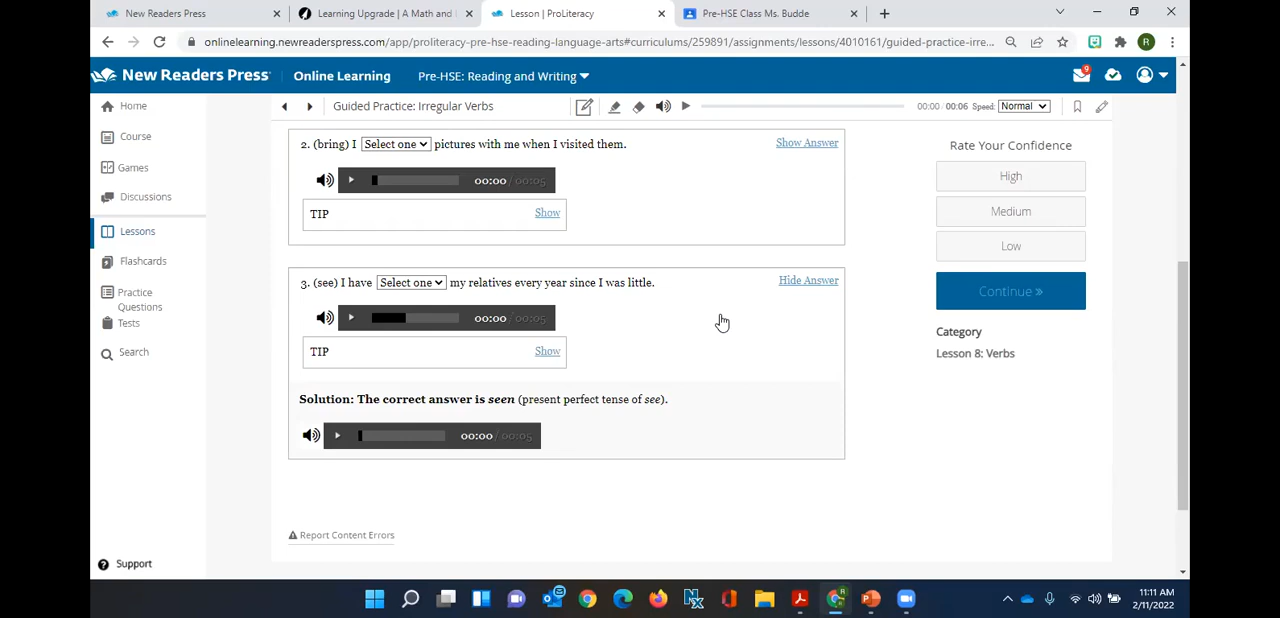 New Readers Press
Learning Upgrade | A Math and
Lesson | ProLiteracy
Pre-HSE Class Ms. Budde
onlinelearning.newreaderspress.com/app/proliteracy-pre-hse-reading-language-arts#curriculums/259891/assignments/lessons/4010161/guided-practice-irre...
R
New Readers Press Online Learning Pre-HSE: Reading and Writing
9
Home
Course
Games
Discussions
Lessons
Flashcards
Practice
Questions
Tests
Search
Support
Guided Practice: Irregular Verbs
00:00 / 00:06 Speed: Normal
2. (bring) I Select one pictures with me when I visited them.
Show Answer
00:00 / 00:05
TIP Show
3. (see) I have Select one my relatives every year since I was little.
Hide Answer
00:00 / 00:05
TIP Show
Solution: The correct answer is seen (present perfect tense of see).
00:00 / 00:05
Report Content Errors
Rate Your Confidence
High
Medium
Low
Continue »
Category
Lesson 8: Verbs
11:11 AM
2/11/2022